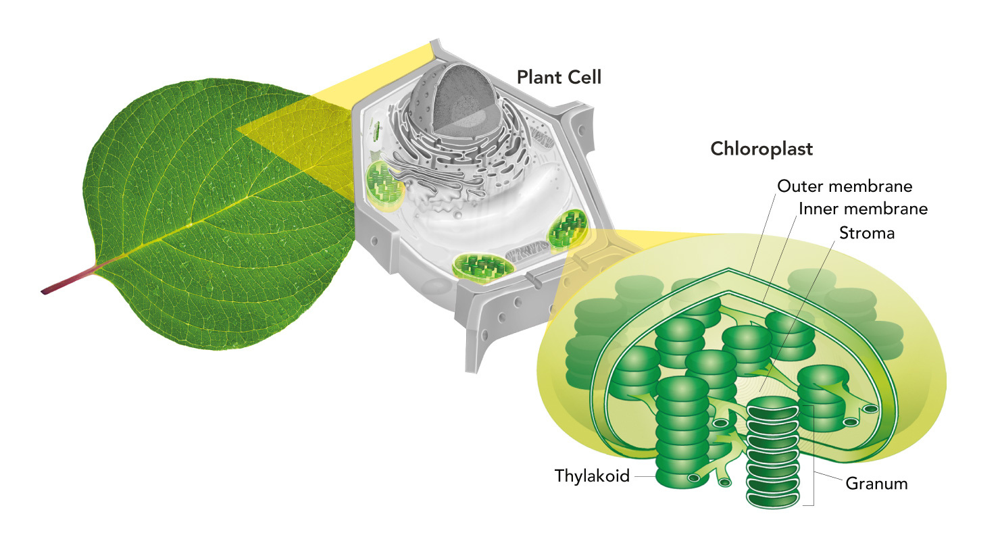 Plant Cell
Chloroplast
Outer membrane
Inner membrane
Stroma
Thylakoid
Granum